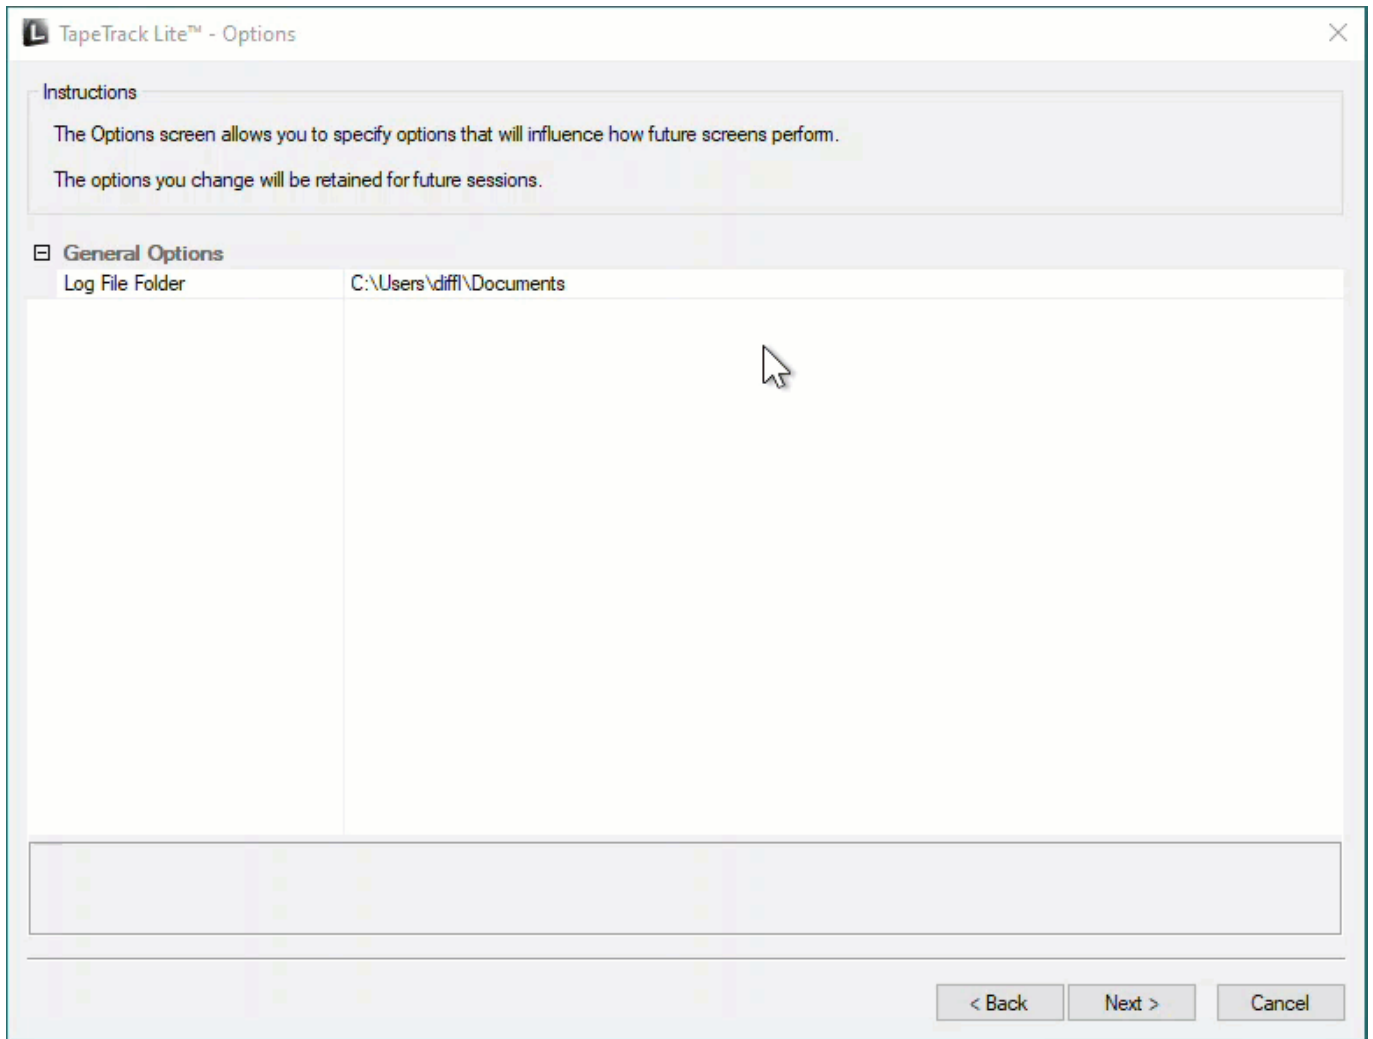 TapeTrack Lite™ - Options
Instructions
The Options screen allows you to specify options that will influence how future screens perform.
The options you change will be retained for future sessions.
General Options
Log File Folder C:\Users\diffl\Documents
< Back Next > Cancel